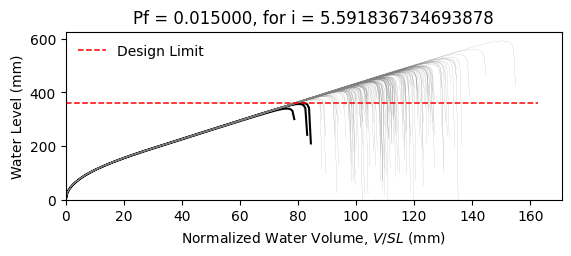 Pf = 0.015000, for i = 5.591836734693878
Water Level (mm)
600
400
200
0
Design Limit
0 20 40 60 80 100 120 140 160
Normalized Water Volume, V/SL (mm)